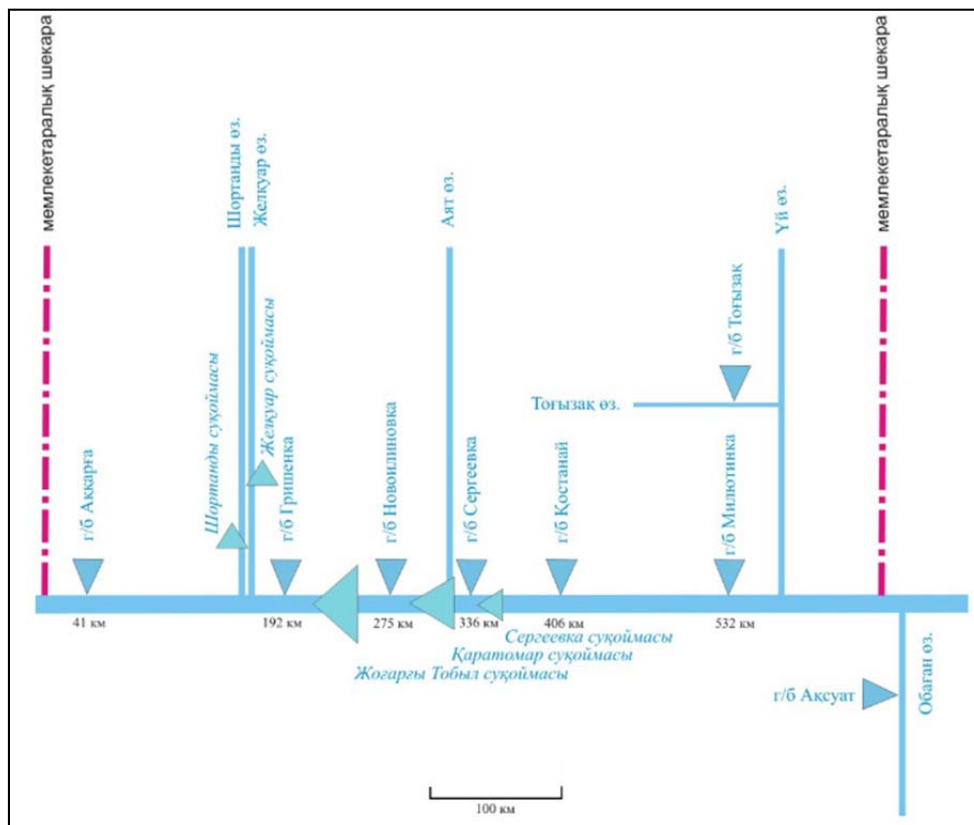 мемлекетаралық шекара
Шортанды өз.
Желқуар өз.
Аят өз.
Үй өз.
мемлекетаралық шекара
г/б Тоғызақ
Тоғызақ өз.
Шортанды суқоймасы
Желқуар суқоймасы
г/б Аккарға
г/б Гришенка
г/б Новоилиновка
г/б Сергеевка
г/б Қостанай
г/б Милютинка
41 км
192 км
275 км
336 км
406 км
532 км
Сергеевка суқоймасы
Қаратомар суқоймасы
Жоғарғы Тобыл суқоймасы
г/б Ақсуат
Обаған өз.
100 км